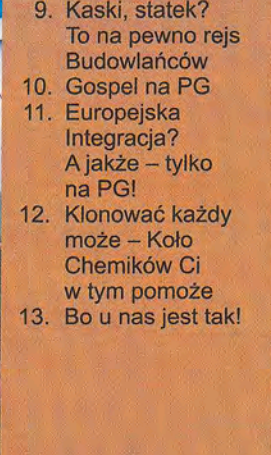 9. Kaski, statek?
To na pewno rejs
Budowlańców
10. Gospel na PG
11. Europejska
Integracja?
A jakże – tylko
na PG!
12. Klonować każdy
może – Koło
Chemików Ci
w tym pomoże
13. Bo u nas jest tak!